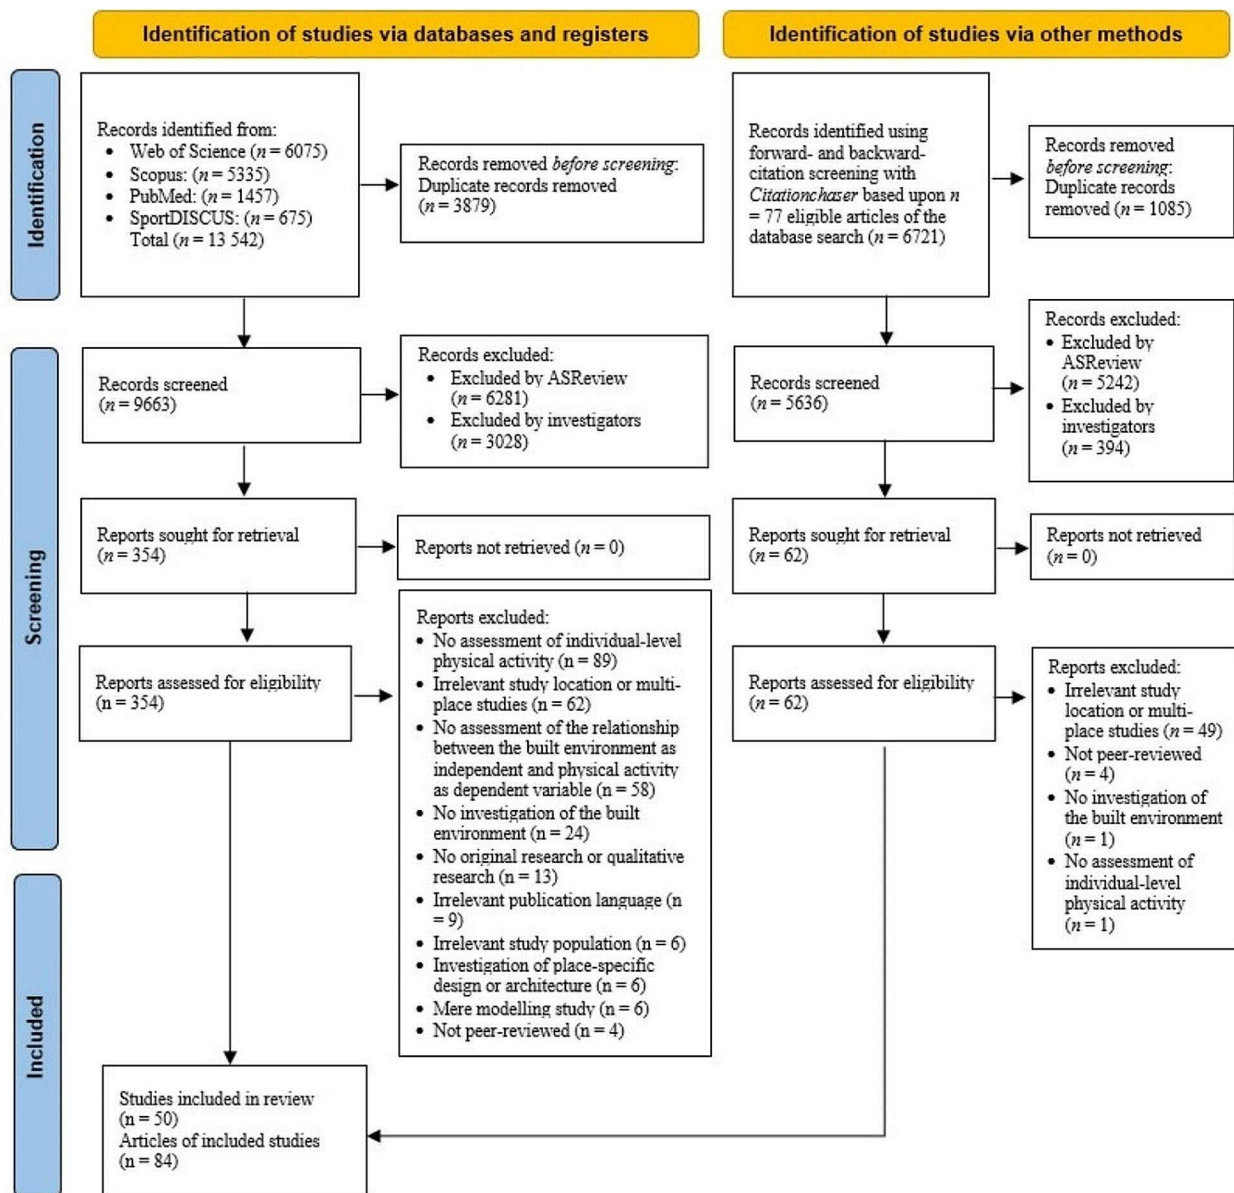 Identification of studies via databases and registers
Identification of studies via other methods
Identification
Records identified from:
• Web of Science (n = 6075)
• Scopus: (n = 5335)
• PubMed: (n = 1457)
• SportDISCUS: (n = 675)
Total (n = 13 542)
Records removed before screening:
Duplicate records removed
(n = 3879)
Records identified using
forward- and backward-
citation screening with
Citationchaser based upon n
= 77 eligible articles of the
database search (n = 6721)
Records removed
before screening:
Duplicate records
removed (n = 1085)
Screening
Records screened
(n = 9663)
Records excluded:
• Excluded by ASReview
(n = 6281)
• Excluded by investigators
(n = 3028)
Records screened
(n = 5636)
Records excluded:
• Excluded by
ASReview
(n = 5242)
• Excluded by
investigators
(n = 394)
Reports sought for retrieval
(n = 354)
Reports not retrieved (n = 0)
Reports sought for retrieval
(n = 62)
Reports not retrieved
(n = 0)
Reports assessed for eligibility
(n = 354)
Reports excluded:
• No assessment of individual-level
physical activity (n = 89)
• Irrelevant study location or multi-
place studies (n = 62)
• No assessment of the relationship
between the built environment as
independent and physical activity
as dependent variable (n = 58)
• No investigation of the built
environment (n = 24)
• No original research or qualitative
research (n = 13)
• Irrelevant publication language (n
= 9)
• Irrelevant study population (n = 6)
• Investigation of place-specific
design or architecture (n = 6)
• Mere modelling study (n = 6)
• Not peer-reviewed (n = 4)
Reports assessed for eligibility
(n = 62)
Reports excluded:
• Irrelevant study
location or multi-
place studies (n = 49)
• Not peer-reviewed
(n = 4)
• No investigation of
the built environment
(n = 1)
• No assessment of
individual-level
physical activity
(n = 1)
Included
Studies included in review
(n = 50)
Articles of included studies
(n = 84)